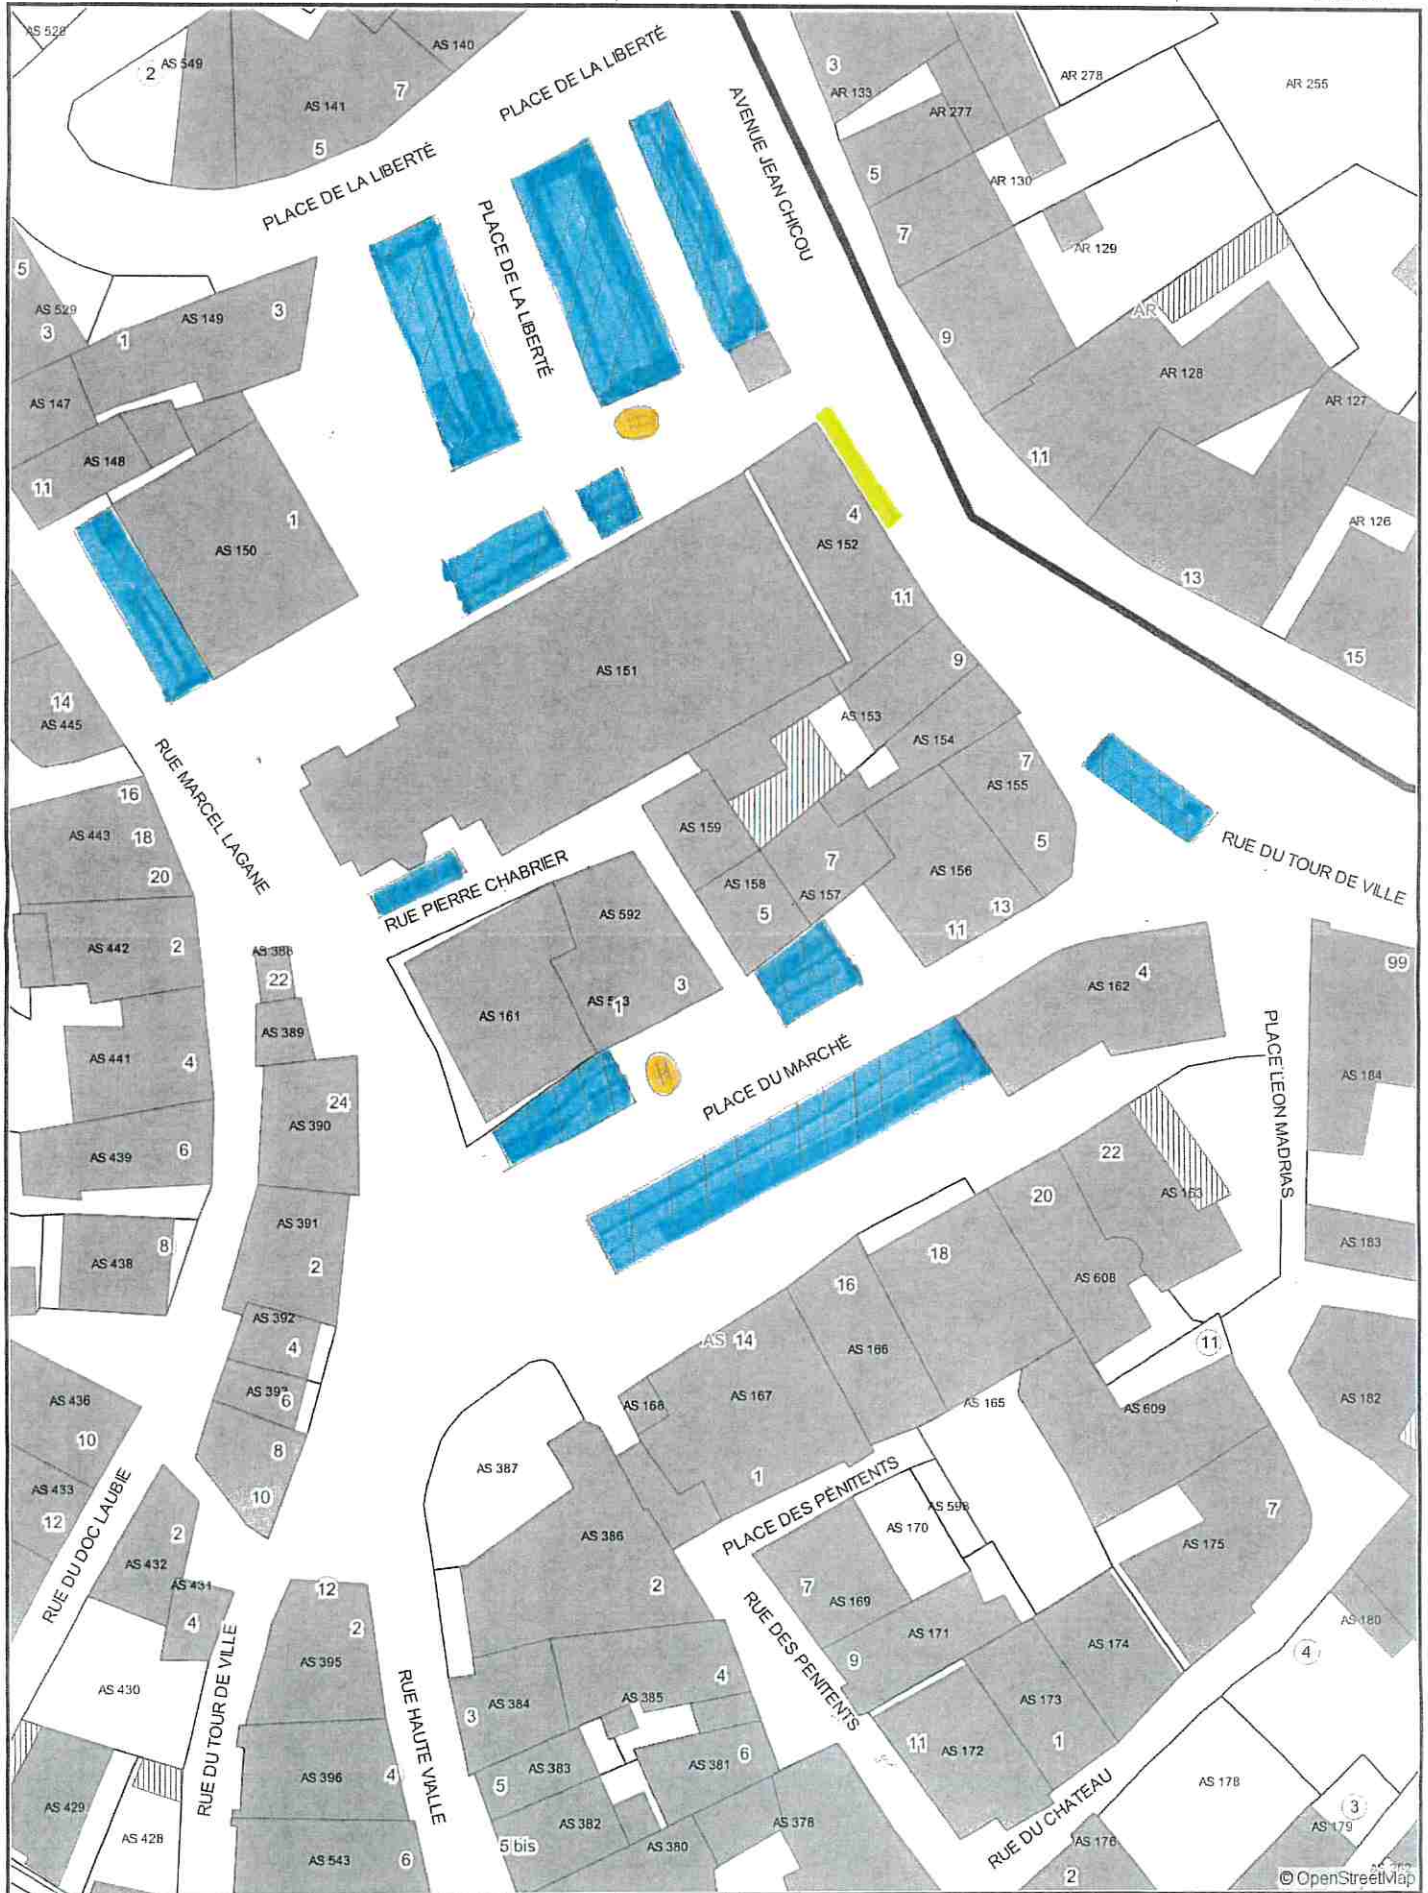 AS 528
2
AS 549
AS 140
7
AS 141
5
PLACE DE LA LIBERTÉ
PLACE DE LA LIBERTÉ
PLACE DE LA LIBERTÉ
AVENUE JEAN CHICOU
3
AR 133
AR 278
AR 255
AR 277
5
AR 130
7
AR 129
9
AR
AR 128
AR 127
11
AR 126
13
15
5
AS 529
3
1
AS 149
3
AS 147
AS 148
11
1
AS 150
H
4
AS 152
11
AS 151
9
AS 153
AS 154
7
AS 155
5
14
AS 445
RUE MARCEL LAGANE
16
AS 443
18
20
AS 159
7
AS 158
AS 157
5
AS 156
13
11
RUE DU TOUR DE VILLE
RUE PIERRE CHABRIER
AS 592
AS 442
2
AS 388
22
AS 389
AS 161
1
3
4
AS 162
99
AS 441
4
H
PLACE DU MARCHÉ
PLACE LEON MADRIAS
AS 184
24
AS 390
AS 439
6
22
20
AS 163
AS 391
8
AS 438
2
18
AS 183
AS 608
16
AS 392
4
AS 14
AS 166
11
AS 393
6
AS 436
10
AS 168
AS 167
AS 165
AS 609
AS 182
8
AS 387
1
AS 433
12
10
PLACE DES PÉNITENTS
AS 598
AS 170
7
RUE DU DOC LAUBIE
2
AS 432
AS 386
AS 175
AS 431
12
2
7
AS 169
4
2
RUE DES PENITENTS
AS 171
AS 174
AS 180
AS 395
4
9
4
AS 430
RUE DU TOUR DE VILLE
RUE HAUTE VIALLE
AS 384
AS 385
3
AS 173
11
AS 172
1
AS 396
4
AS 383
5
AS 381
6
AS 178
AS 429
3
AS 382
AS 378
AS 179
AS 428
5 bis
AS 380
RUE DU CHATEAU
AS 176
AS 543
6
2
© OpenStreetMap